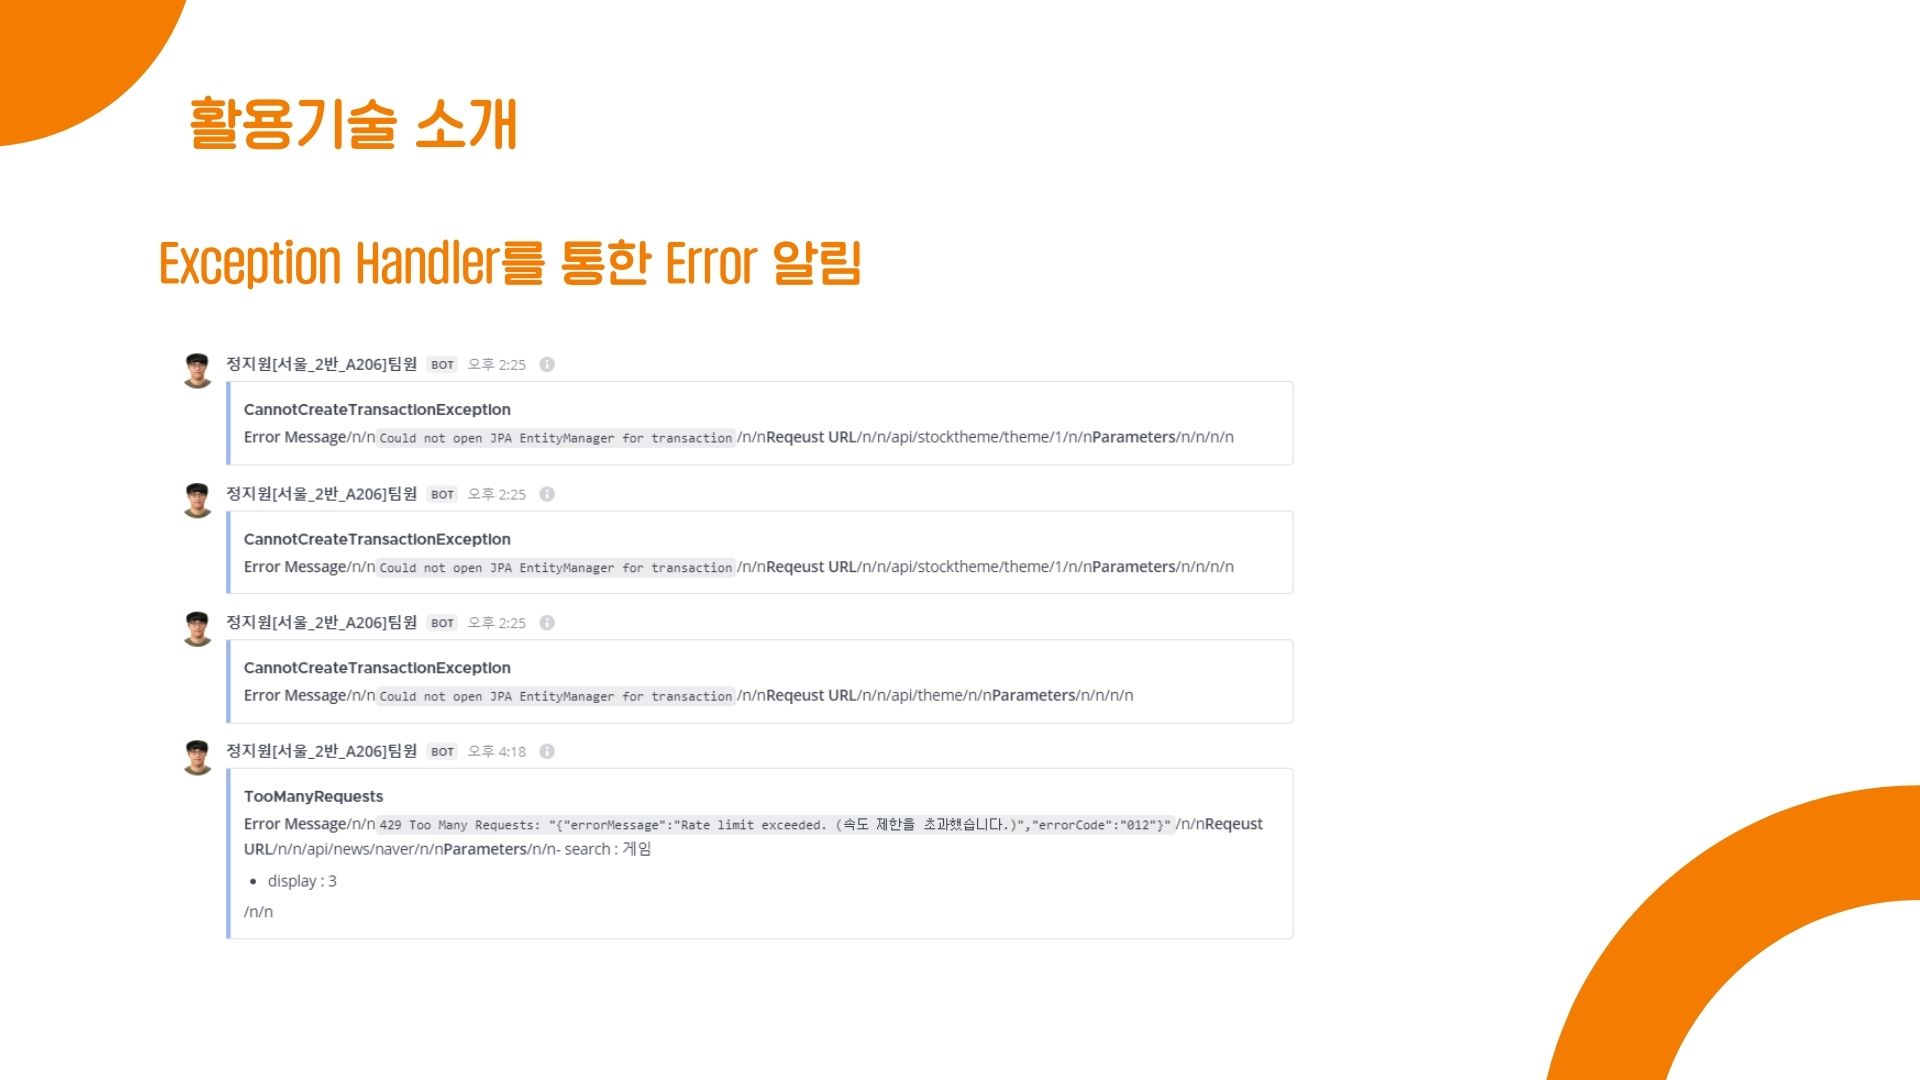 활용기술 소개
Exception Handler를 통한 Error 알림
정지원[서울_2반_A206]팀원 BOT 오후 2:25
CannotCreateTransactionException
Error Message/n/nCould not open JPA EntityManager for transaction/n/nReqeust URL/n/n/api/stocktheme/theme/1/n/nParameters/n/n/n/n
정지원[서울_2반_A206]팀원 BOT 오후 2:25
CannotCreateTransactionException
Error Message/n/nCould not open JPA EntityManager for transaction/n/nReqeust URL/n/n/api/stocktheme/theme/1/n/nParameters/n/n/n/n
정지원[서울_2반_A206]팀원 BOT 오후 2:25
CannotCreateTransactionException
Error Message/n/nCould not open JPA EntityManager for transaction/n/nReqeust URL/n/n/api/theme/n/nParameters/n/n/n/n
정지원[서울_2반_A206]팀원 BOT 오후 4:18
TooManyRequests
Error Message/n/n429 Too Many Requests: "{"errorMessage":"Rate limit exceeded. (속도 제한을 초과했습니다.)","errorCode":"012"}"/n/nReqeust
URL/n/n/api/news/naver/n/nParameters/n/n- search : 게임
• display : 3
/n/n